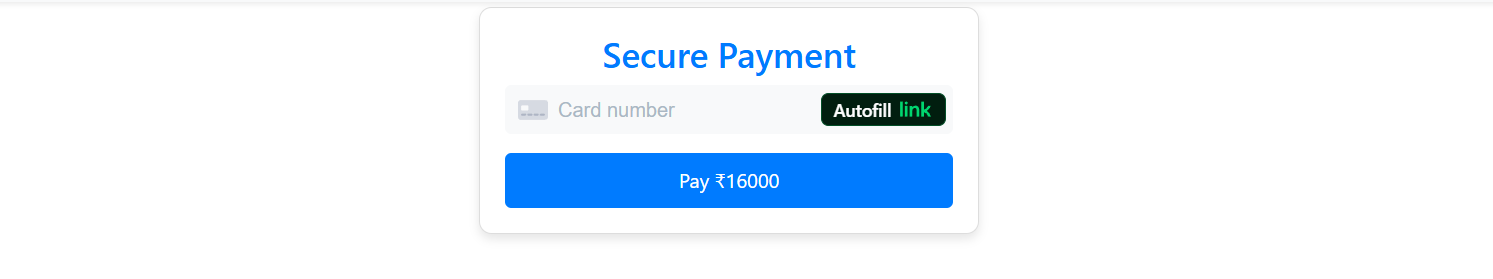 Secure Payment
Card number Autofill link
Pay ₹16000